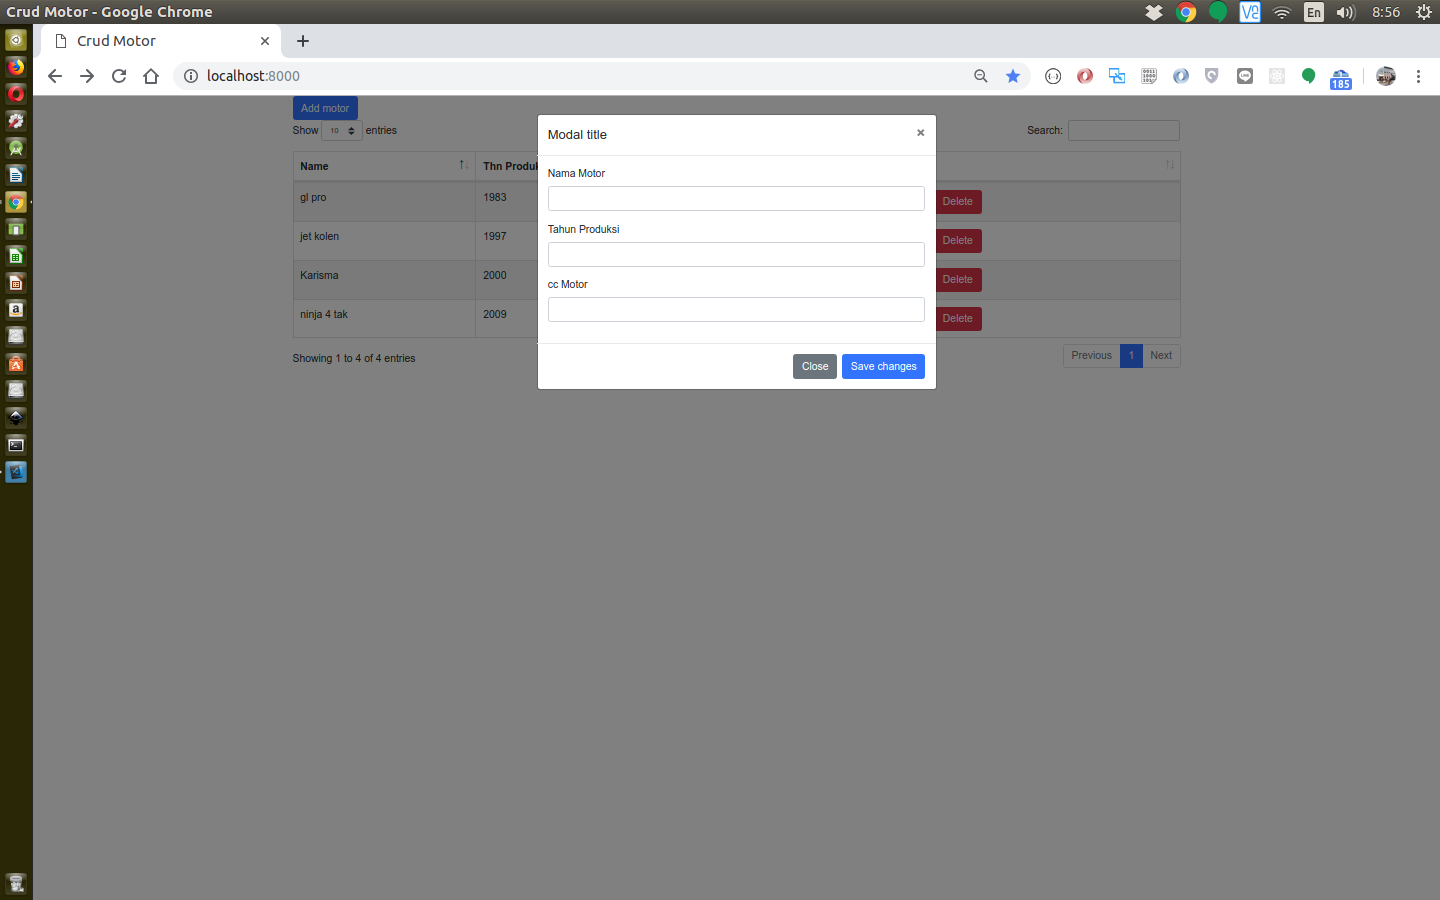 Crud Motor - Google Chrome
En
8:56
Crud Motor
localhost:8000
185
Add motor
Show 10 entries
Search:
Name
Thn Produk
gl pro
1983
Delete
jet kolen
1997
Delete
Karisma
2000
Delete
ninja 4 tak
2009
Delete
Showing 1 to 4 of 4 entries
Previous
1
Next
Modal title
×
Nama Motor
Tahun Produksi
cc Motor
Close
Save changes